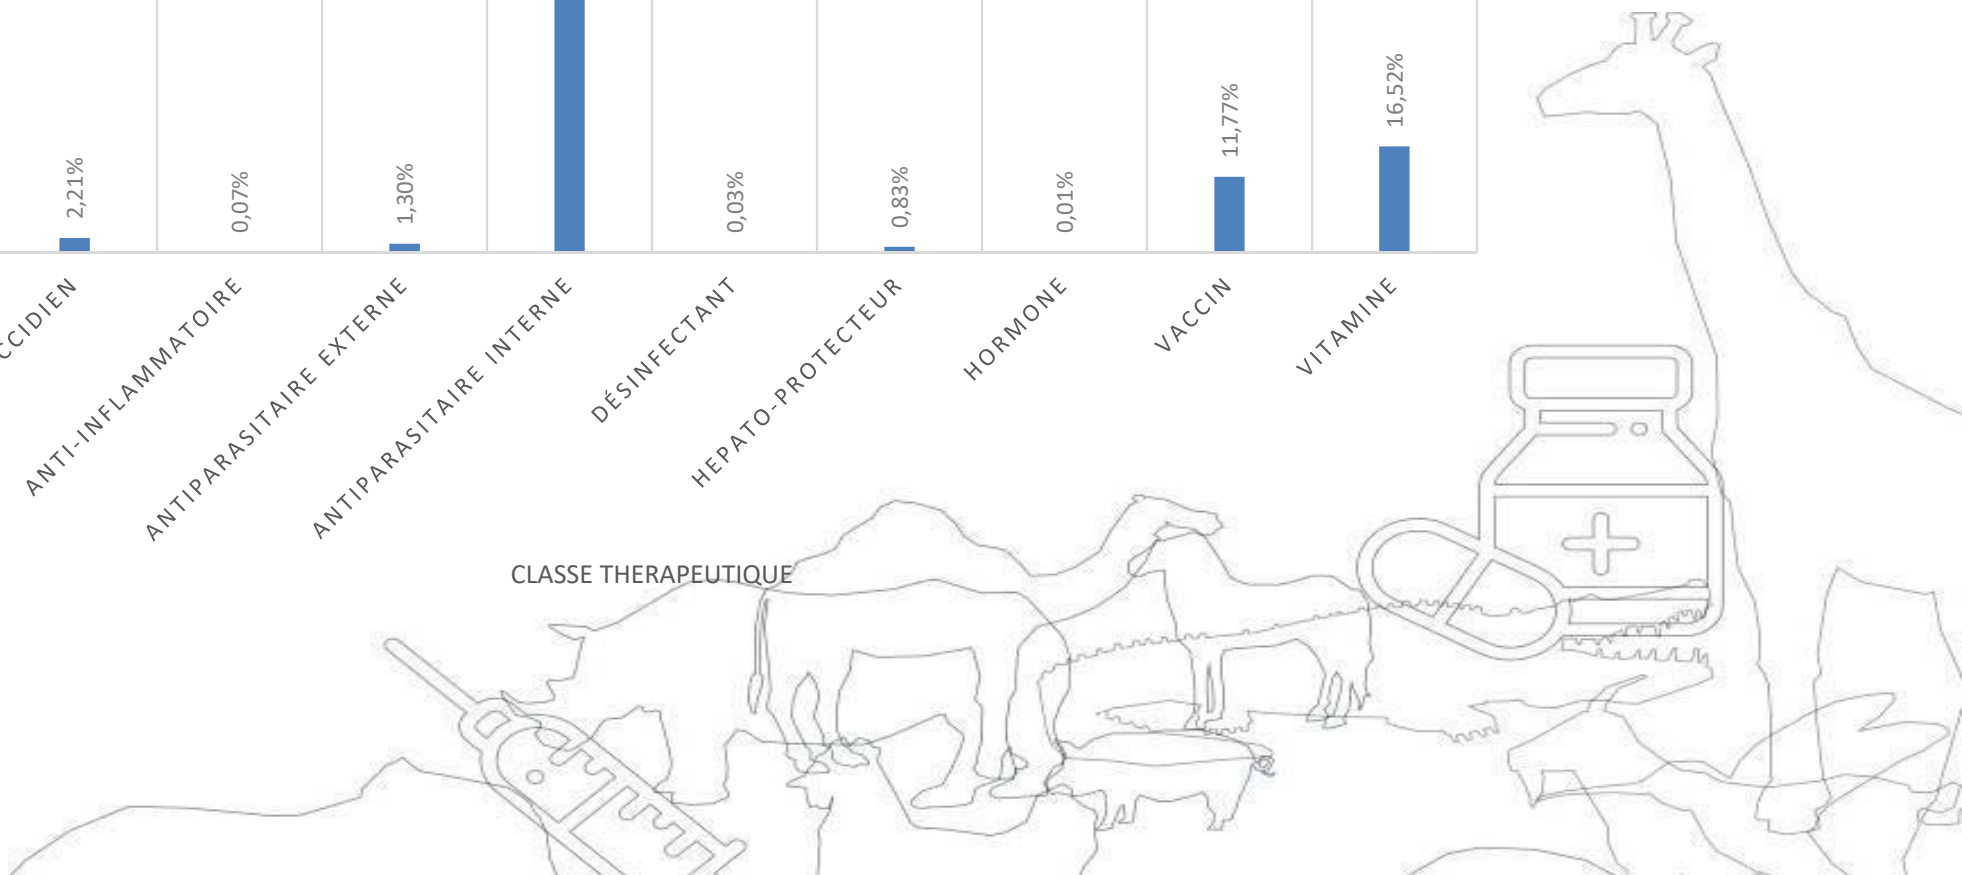 2,21%
0,07%
1,30%
0,03%
0,83%
0,01%
11,77%
16,52%
CCIDIEN
ANTI-INFLAMMATOIRE
ANTIPARASITAIRE EXTERNE
ANTIPARASITAIRE INTERNE
DÉSINFECTANT
HEPATO-PROTECTEUR
HORMONE
VACCIN
VITAMINE
CLASSE THERAPEUTIQUE